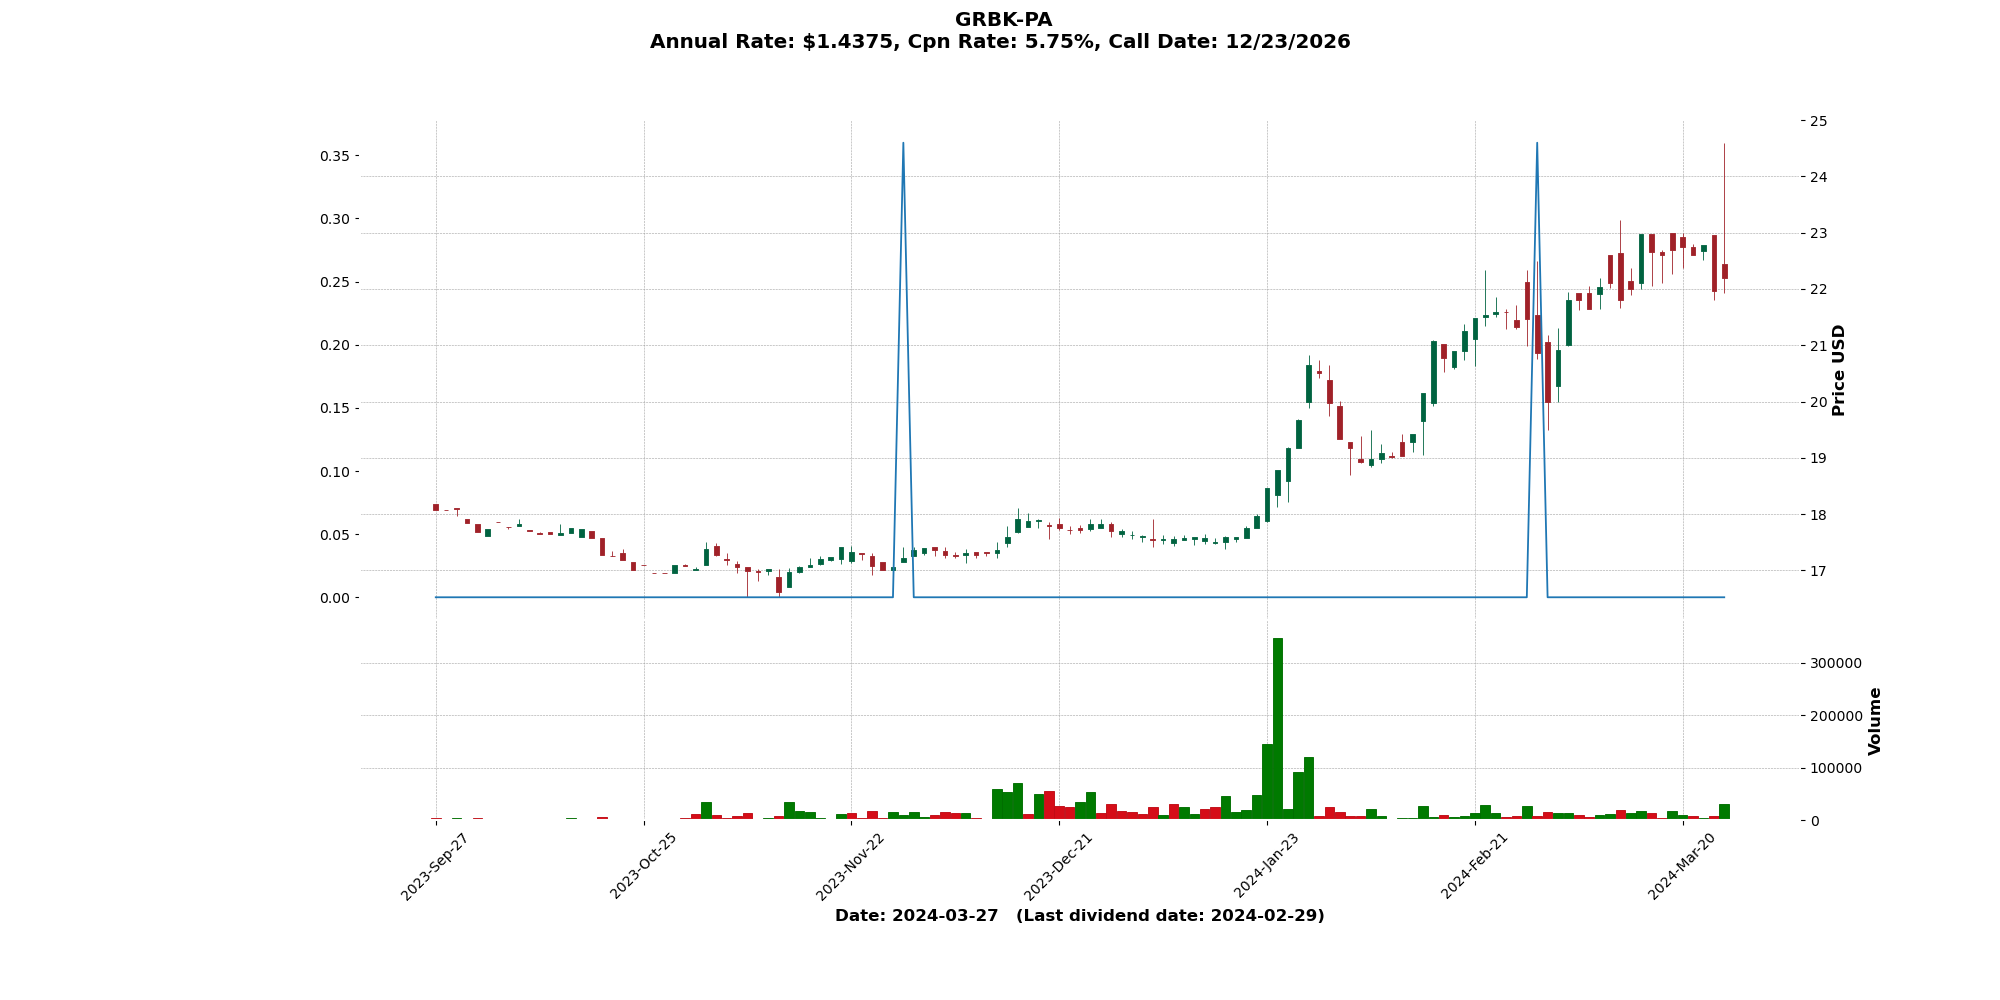 GRBK-PA
Annual Rate: $1.4375, Cpn Rate: 5.75%, Call Date: 12/23/2026
0.35
0.30
0.25
0.20
0.15
0.10
0.05
0.00
25
24
23
22
21
20
19
18
17
Price USD
300000
200000
100000
0
Volume
2023-Sep-27
2023-Oct-25
2023-Nov-22
2023-Dec-21
2024-Jan-23
2024-Feb-21
2024-Mar-20
Date: 2024-03-27 (Last dividend date: 2024-02-29)